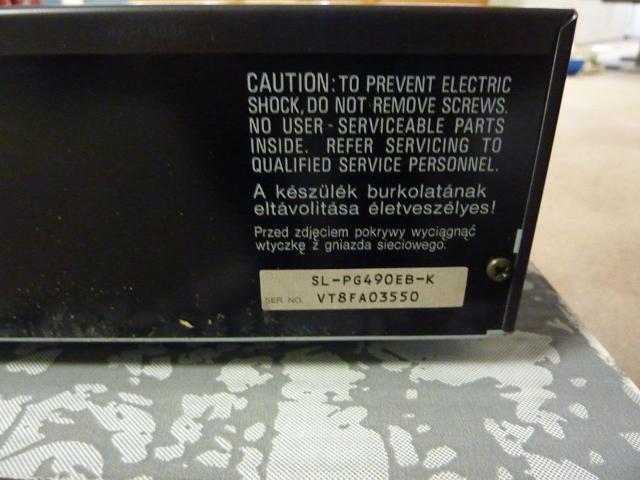 CAUTION: TO PREVENT ELECTRIC
SHOCK, DO NOT REMOVE SCREWS.
NO USER-SERVICEABLE PARTS
INSIDE. REFER SERVICING TO
QUALIFIED SERVICE PERSONNEL.
A készülék burkolatának
eltávolitása életveszélyes!
Przed zdjęciem pokrywy wyciągnąć
wtyczkę ź gniazda sieciowego.
SL-PG490EB-K
SER. NO. VT8FA03550